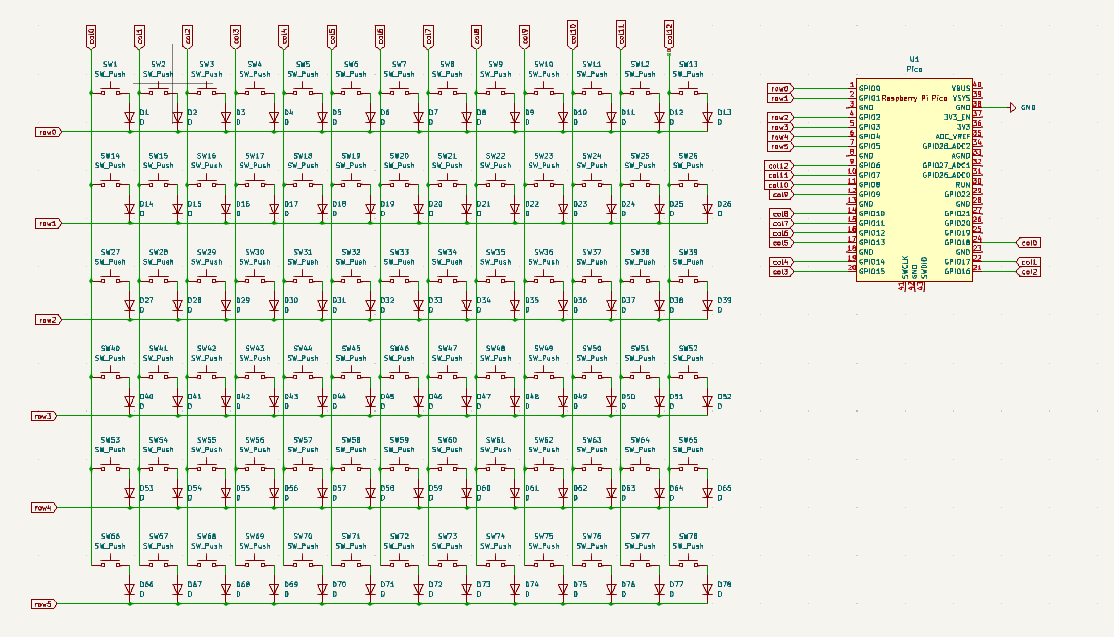 col0 col1 col2 col3 col4 col5 col6 col7 col8 col9 col10 col11 col12
SW1 SW2 SW3 SW4 SW5 SW6 SW7 SW8 SW9 SW10 SW11 SW12 SW13
SW_Push SW_Push SW_Push SW_Push SW_Push SW_Push SW_Push SW_Push SW_Push SW_Push SW_Push SW_Push SW_Push
D1 D2 D3 D4 D5 D6 D7 D8 D9 D10 D11 D12 D13
D D D D D D D D D D D D D
row0
SW14 SW15 SW16 SW17 SW18 SW19 SW20 SW21 SW22 SW23 SW24 SW25 SW26
SW_Push SW_Push SW_Push SW_Push SW_Push SW_Push SW_Push SW_Push SW_Push SW_Push SW_Push SW_Push SW_Push
D14 D15 D16 D17 D18 D19 D20 D21 D22 D23 D24 D25 D26
D D D D D D D D D D D D D
row1
SW27 SW28 SW29 SW30 SW31 SW32 SW33 SW34 SW35 SW36 SW37 SW38 SW39
SW_Push SW_Push SW_Push SW_Push SW_Push SW_Push SW_Push SW_Push SW_Push SW_Push SW_Push SW_Push SW_Push
D27 D28 D29 D30 D31 D32 D33 D34 D35 D36 D37 D38 D39
D D D D D D D D D D D D D
row2
SW40 SW41 SW42 SW43 SW44 SW45 SW46 SW47 SW48 SW49 SW50 SW51 SW52
SW_Push SW_Push SW_Push SW_Push SW_Push SW_Push SW_Push SW_Push SW_Push SW_Push SW_Push SW_Push SW_Push
D40 D41 D42 D43 D44 D45 D46 D47 D48 D49 D50 D51 D52
D D D D D D D D D D D D D
row3
SW53 SW54 SW55 SW56 SW57 SW58 SW59 SW60 SW61 SW62 SW63 SW64 SW65
SW_Push SW_Push SW_Push SW_Push SW_Push SW_Push SW_Push SW_Push SW_Push SW_Push SW_Push SW_Push SW_Push
D53 D54 D55 D56 D57 D58 D59 D60 D61 D62 D63 D64 D65
D D D D D D D D D D D D D
row4
SW66 SW67 SW68 SW69 SW70 SW71 SW72 SW73 SW74 SW75 SW76 SW77 SW78
SW_Push SW_Push SW_Push SW_Push SW_Push SW_Push SW_Push SW_Push SW_Push SW_Push SW_Push SW_Push SW_Push
D66 D67 D68 D69 D70 D71 D72 D73 D74 D75 D76 D77 D78
D D D D D D D D D D D D D
row5
U1
Pico
row0 1 GPIO0 VBUS 40
row1 2 GPIO1 Raspberry Pi Pico VSYS 39
3 GND GND 38 GND
row2 4 GPIO2 3V3_EN 37
row3 5 GPIO3 3V3 36
row4 6 GPIO4 ADC_VREF 35
row5 7 GPIO5 GPIO28_ADC2 34
8 GND AGND 33
col12 9 GPIO6 GPIO27_ADC1 32
col11 10 GPIO7 GPIO26_ADC0 31
col10 11 GPIO8 RUN 30
col9 12 GPIO9 GPIO22 29
13 GND GND 28
col8 14 GPIO10 GPIO21 27
col7 15 GPIO11 GPIO20 26
col6 16 GPIO12 GPIO19 25
col5 17 GPIO13 GPIO18 24 col0
18 GND GND 23
col4 19 GPIO14 GPIO17 22 col1
col3 20 GPIO15 GPIO16 21 col2
SWCLK GND SWDIO
41 42 43